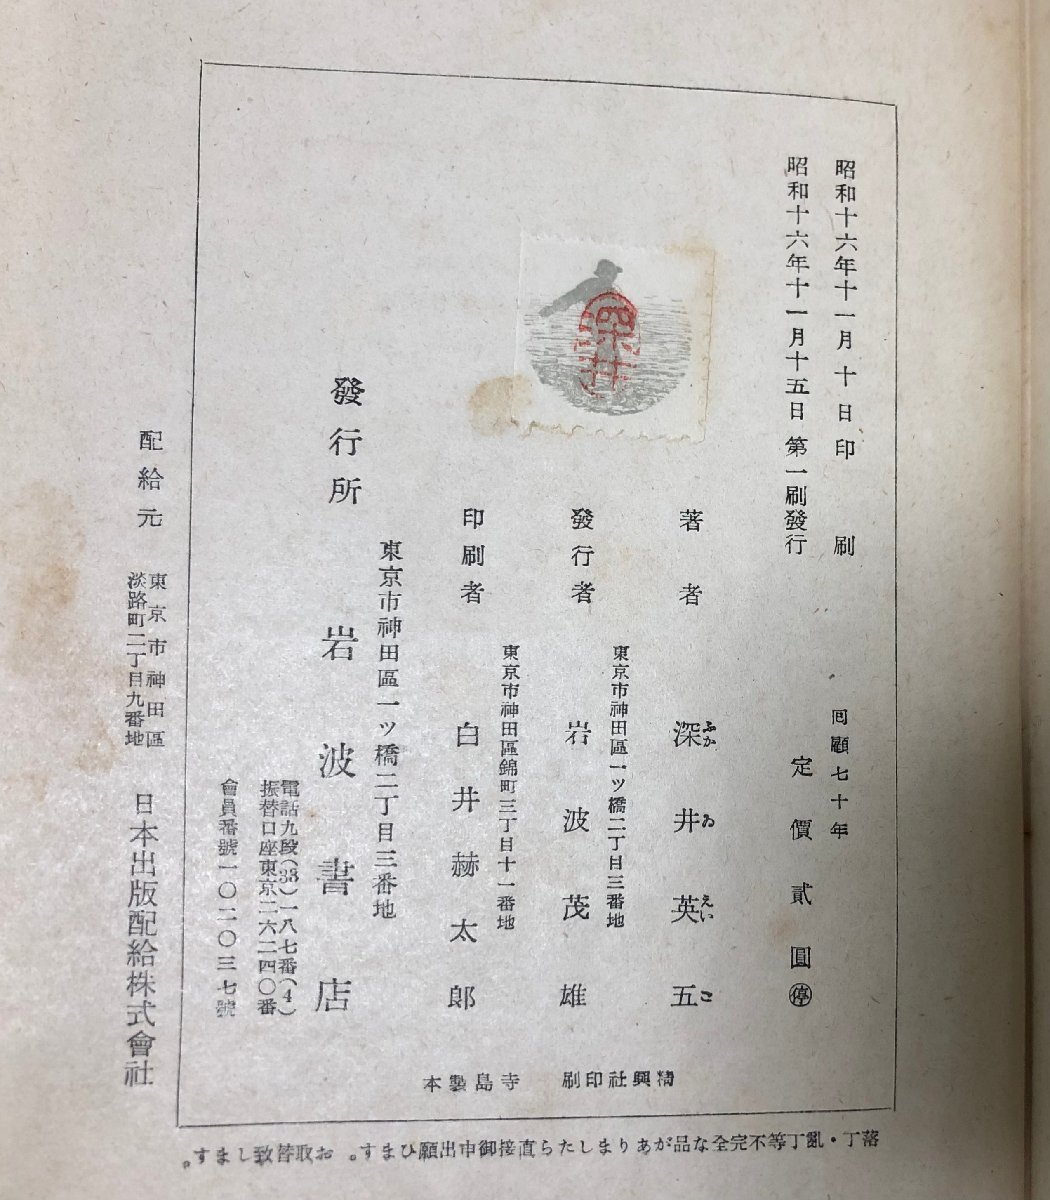 昭和十六年十一月十日印刷
昭和十六年十一月十五日第一刷發行
回顧七十年
定價貳圓
停
著者
深井英五
ふかゐえいご
東京市神田區一ツ橋二丁目三番地
發行者
岩波茂雄
東京市神田區錦町三丁目十一番地
印刷者
白井赫太郎
東京市神田區一ツ橋二丁目三番地
發行所
岩波書店
電話九段(33)一八七番(4)
振替口座東京二六二四〇番
會員番號一〇二〇三七號
精興社印刷 寺島製本
配給元
東京市神田區
淡路町二丁目九番地
日本出版配給株式會社
落丁・亂丁等不完全な品がありましたら直接御申出願ひます。お取替致します。
深井